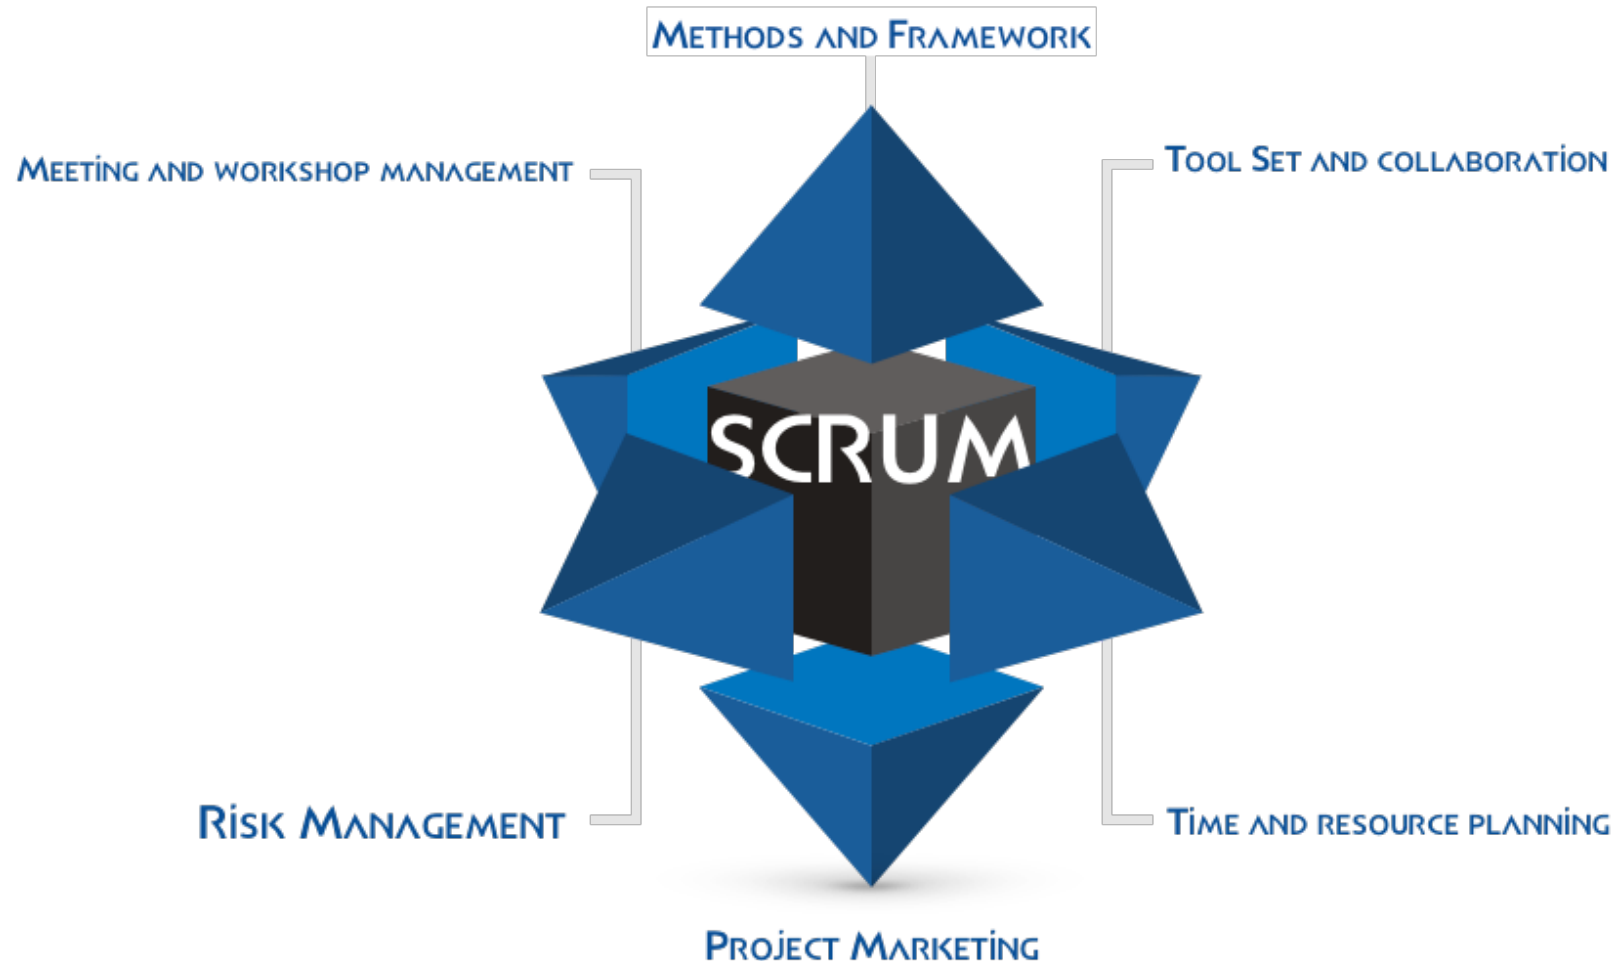 Methods and Framework
Meeting and workshop management
Tool Set and collaboration
SCRUM
Risk Management
Time and resource planning
Project Marketing